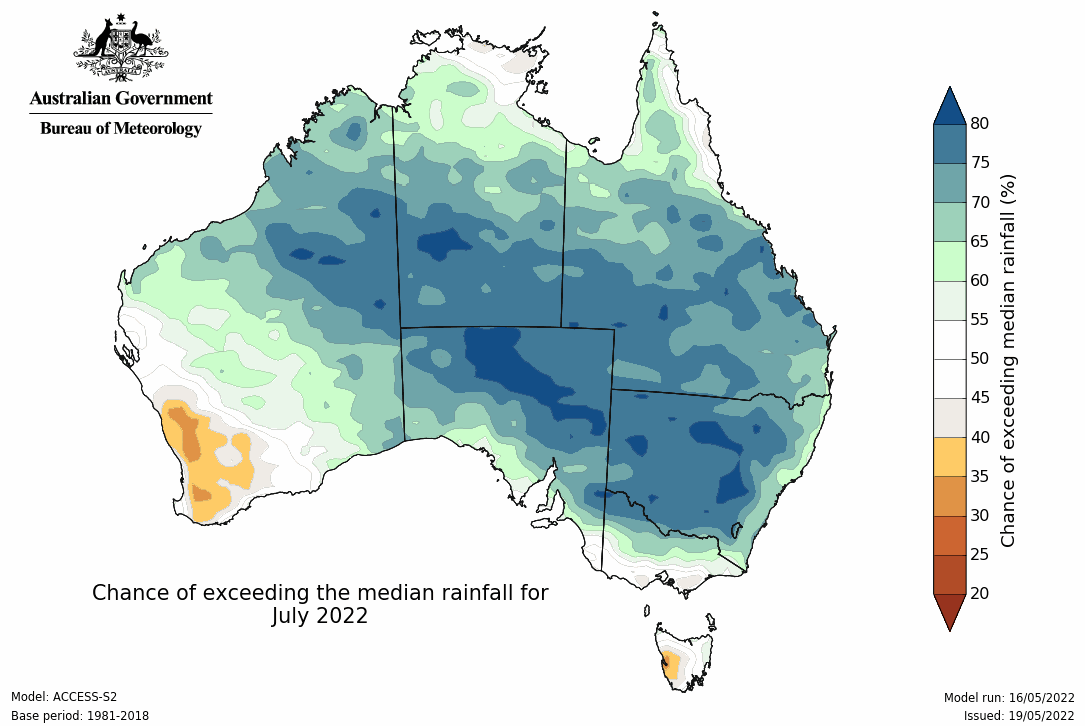 Australian Government
Bureau of Meteorology
80
75
70
65
60
55
50
45
40
35
30
25
20
Chance of exceeding median rainfall (%)
Chance of exceeding the median rainfall for
July 2022
Model: ACCESS-S2
Base period: 1981-2018
Model run: 16/05/2022
Issued: 19/05/2022